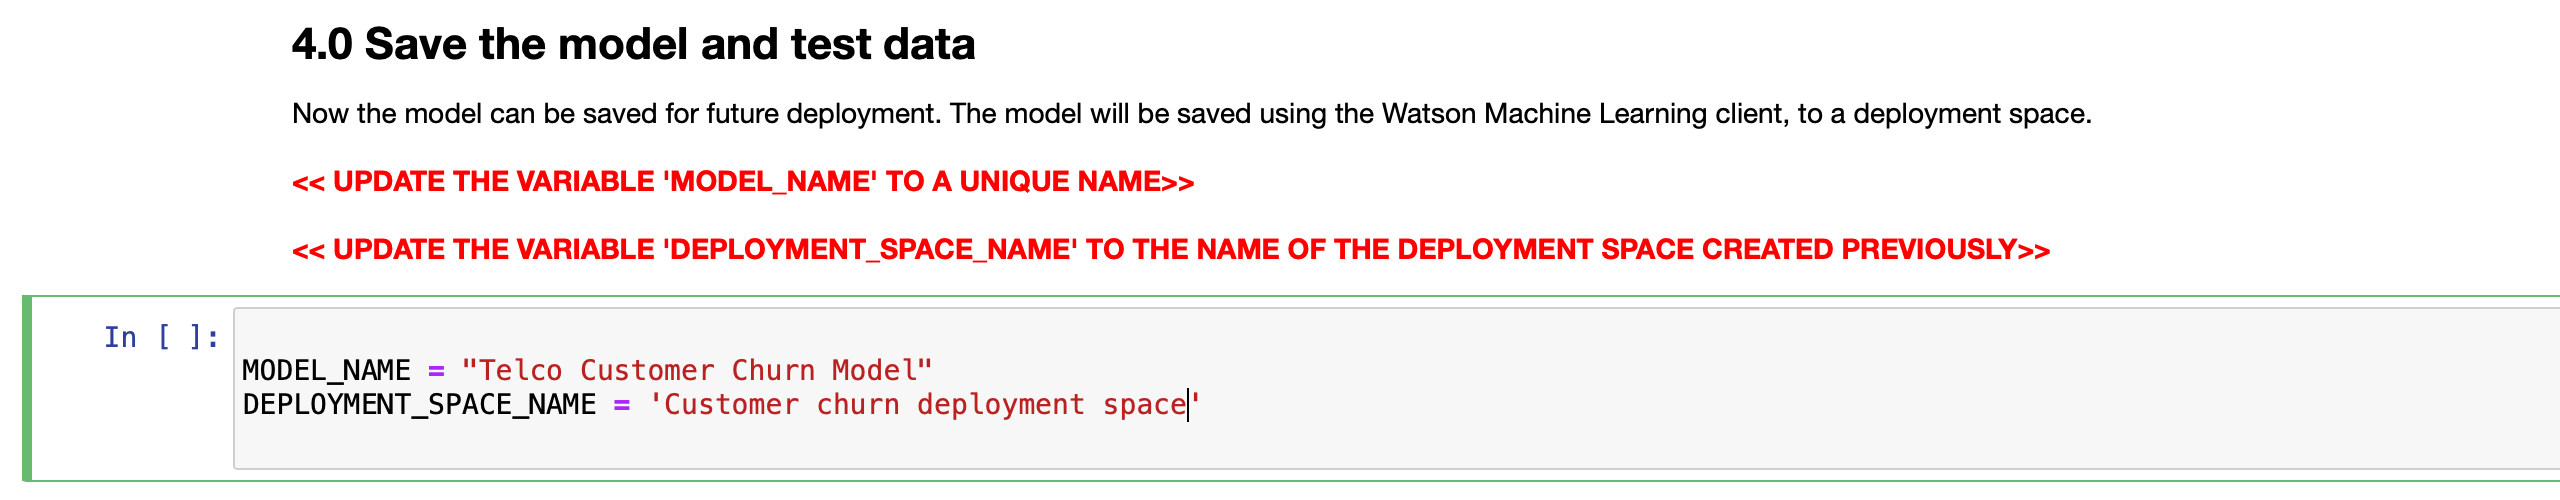 4.0 Save the model and test data
Now the model can be saved for future deployment. The model will be saved using the Watson Machine Learning client, to a deployment space.
<< UPDATE THE VARIABLE 'MODEL_NAME' TO A UNIQUE NAME>>
<< UPDATE THE VARIABLE 'DEPLOYMENT_SPACE_NAME' TO THE NAME OF THE DEPLOYMENT SPACE CREATED PREVIOUSLY>>
In [ ]:
MODEL_NAME = "Telco Customer Churn Model"
DEPLOYMENT_SPACE_NAME = 'Customer churn deployment space'